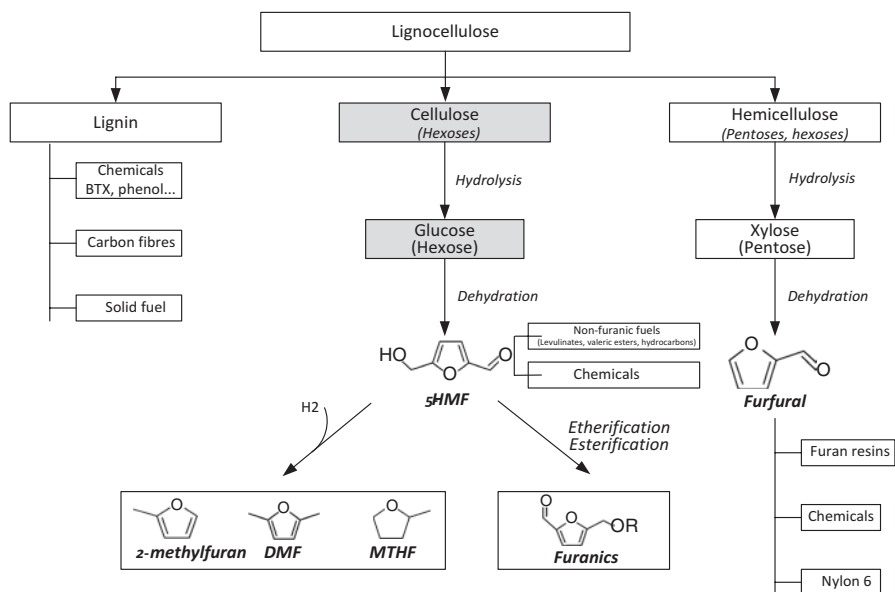 Lignocellulose
Lignin
Cellulose
(Hexoses)
Hemicellulose
(Pentoses, hexoses)
Chemicals
BTX, phenol...
Carbon fibres
Solid fuel
Hydrolysis
Hydrolysis
Glucose
(Hexose)
Xylose
(Pentose)
Dehydration
Dehydration
HO
O
O
5HMF
Non-furanic fuels
(Levulinates, valeric esters, hydrocarbons)
Chemicals
O
O
Furfural
H2
Etherification
Esterification
O
2-methylfuran
O
DMF
O
MTHF
O
O
OR
Furanics
Furan resins
Chemicals
Nylon 6